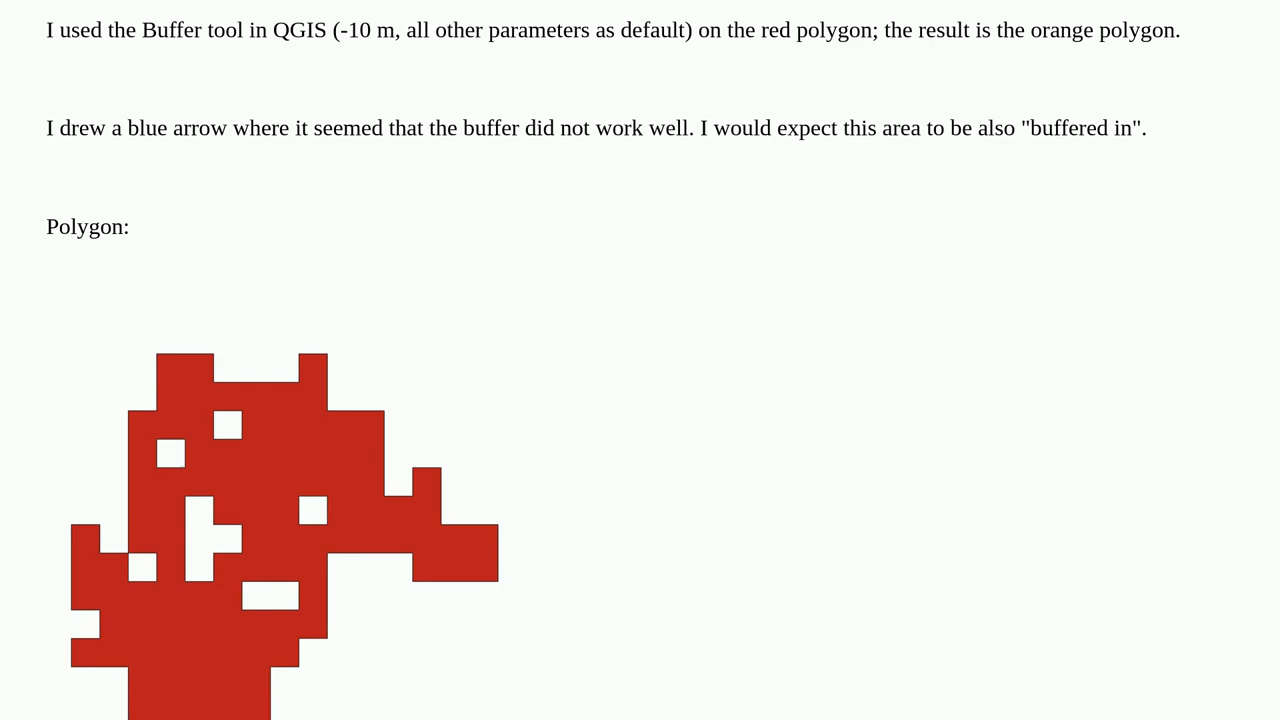 I used the Buffer tool in QGIS (-10 m, all other parameters as default) on the red polygon; the result is the orange polygon.
I drew a blue arrow where it seemed that the buffer did not work well. I would expect this area to be also "buffered in".
Polygon: